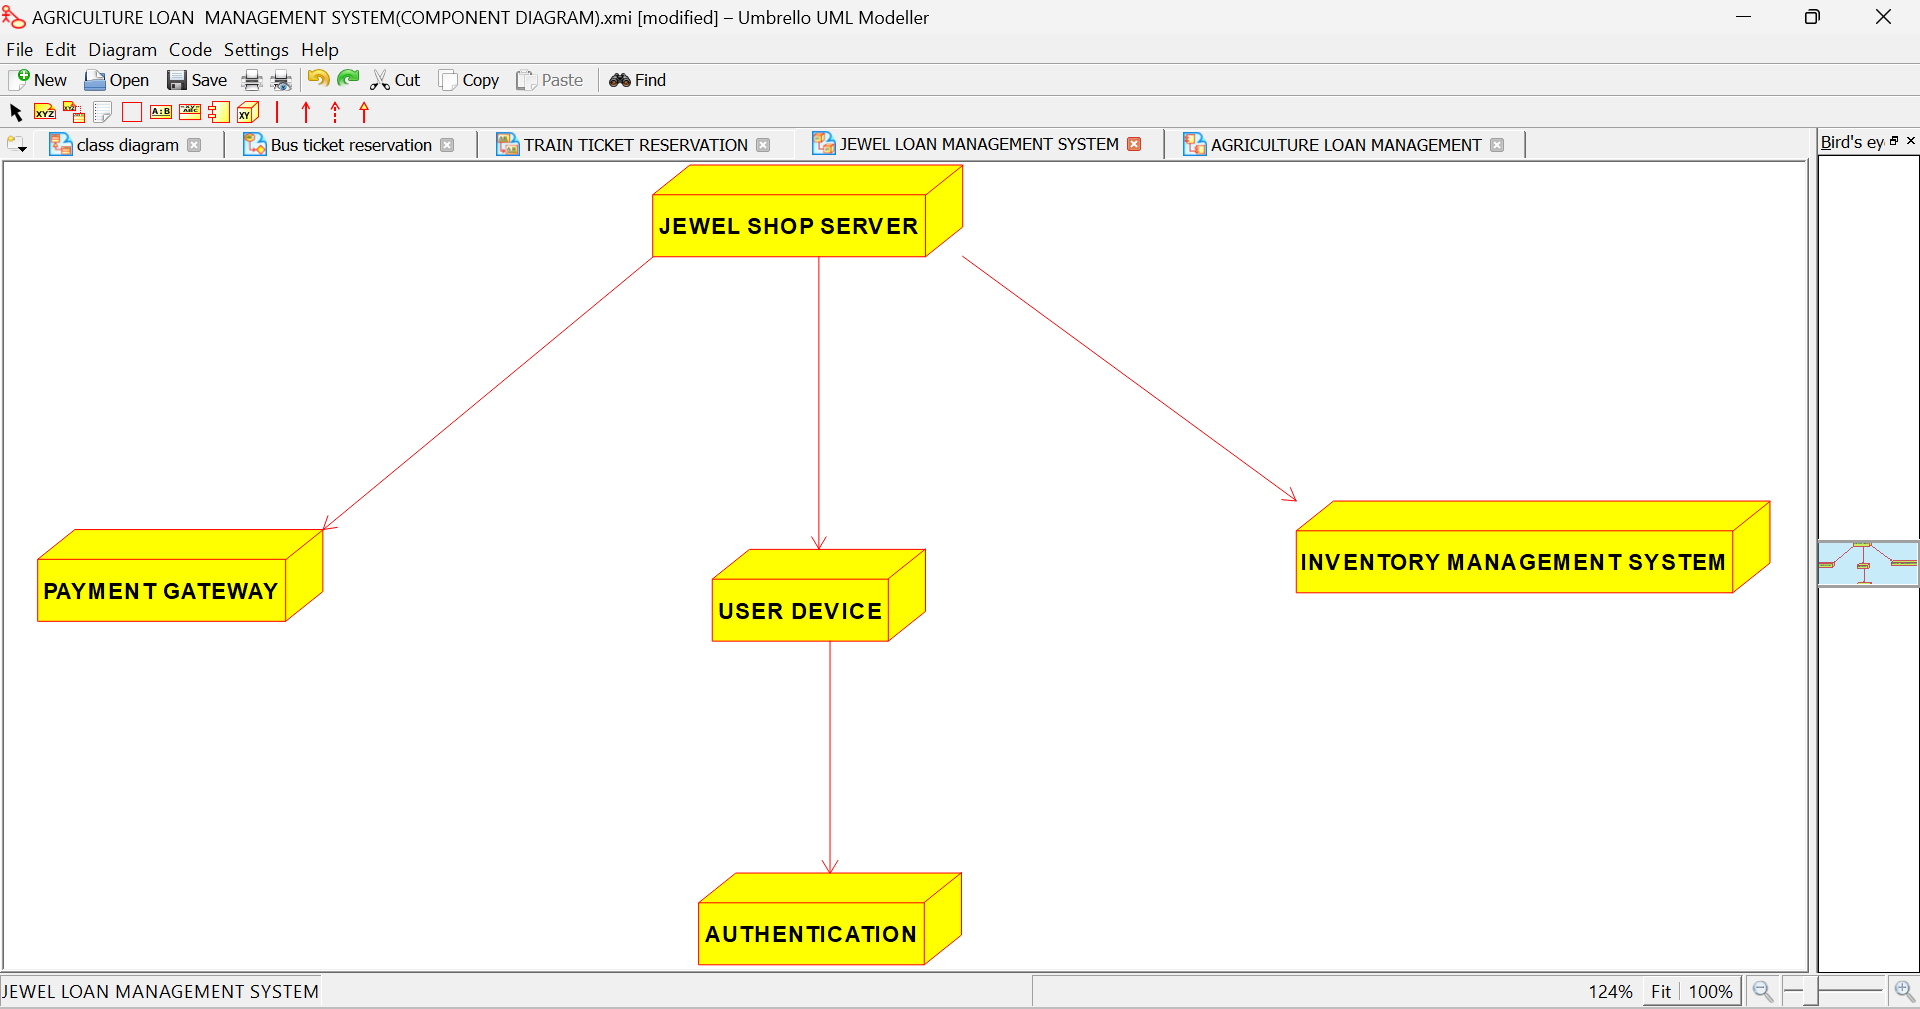 AGRICULTURE LOAN  MANAGEMENT SYSTEM(COMPONENT DIAGRAM).xmi [modified] – Umbrello UML Modeller
File Edit Diagram Code Settings Help
New Open Save Cut Copy Paste Find
class diagram Bus ticket reservation TRAIN TICKET RESERVATION JEWEL LOAN MANAGEMENT SYSTEM AGRICULTURE LOAN MANAGEMENT Bird's ey
JEWEL SHOP SERVER
PAYMENT GATEWAY
USER DEVICE
INVENTORY MANAGEMENT SYSTEM
AUTHENTICATION
JEWEL LOAN MANAGEMENT SYSTEM 124% Fit 100%